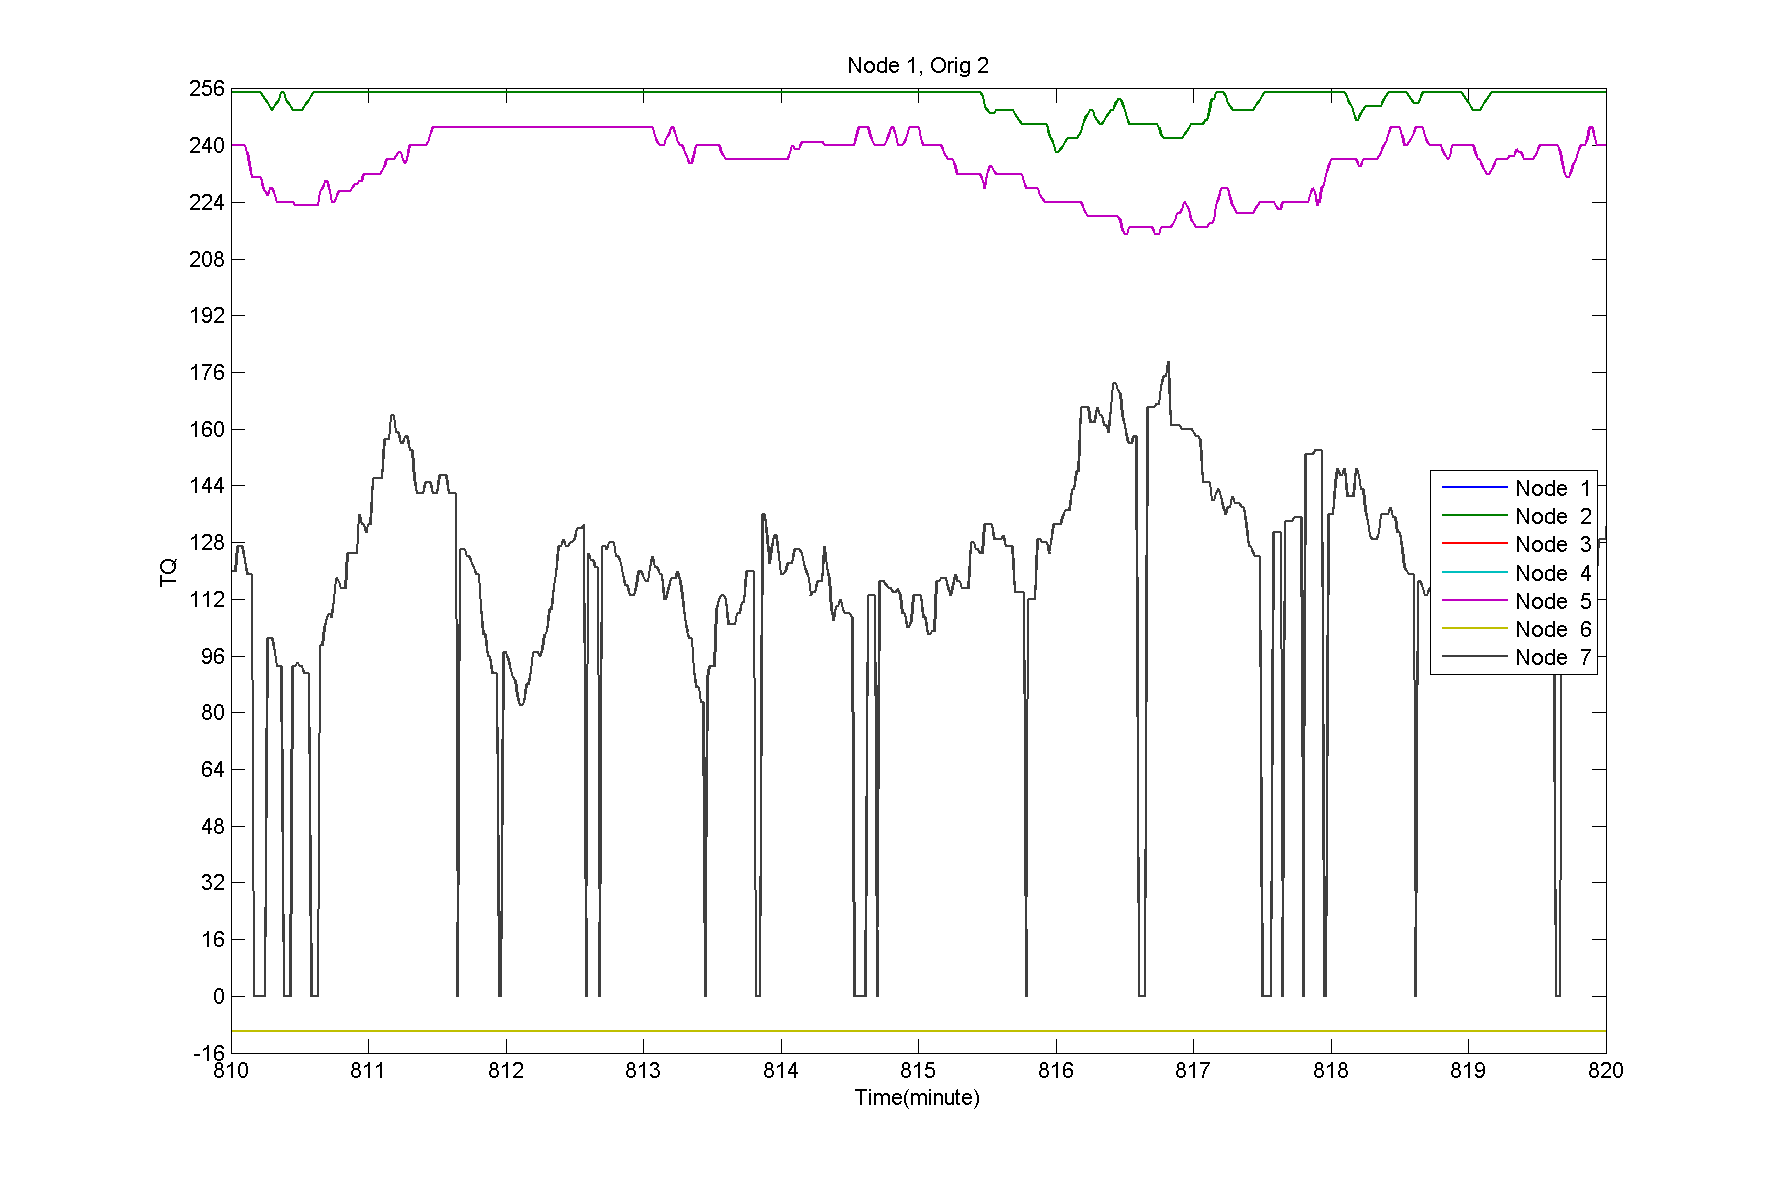 Node 1, Orig 2
256
240
224
208
192
176
160
144
128
112
96
80
64
48
32
16
0
-16
TQ
Node 1
Node 2
Node 3
Node 4
Node 5
Node 6
Node 7
810 811 812 813 814 815 816 817 818 819 820
Time(minute)